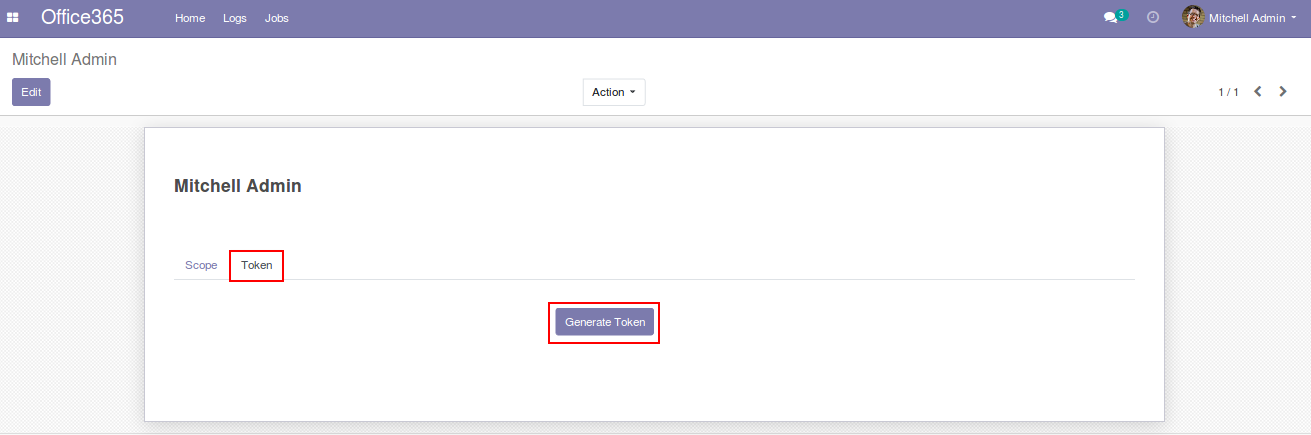 Office365 Home Logs Jobs 3 Mitchell Admin
Mitchell Admin
Edit Action 1 / 1
Mitchell Admin
Scope Token
Generate Token